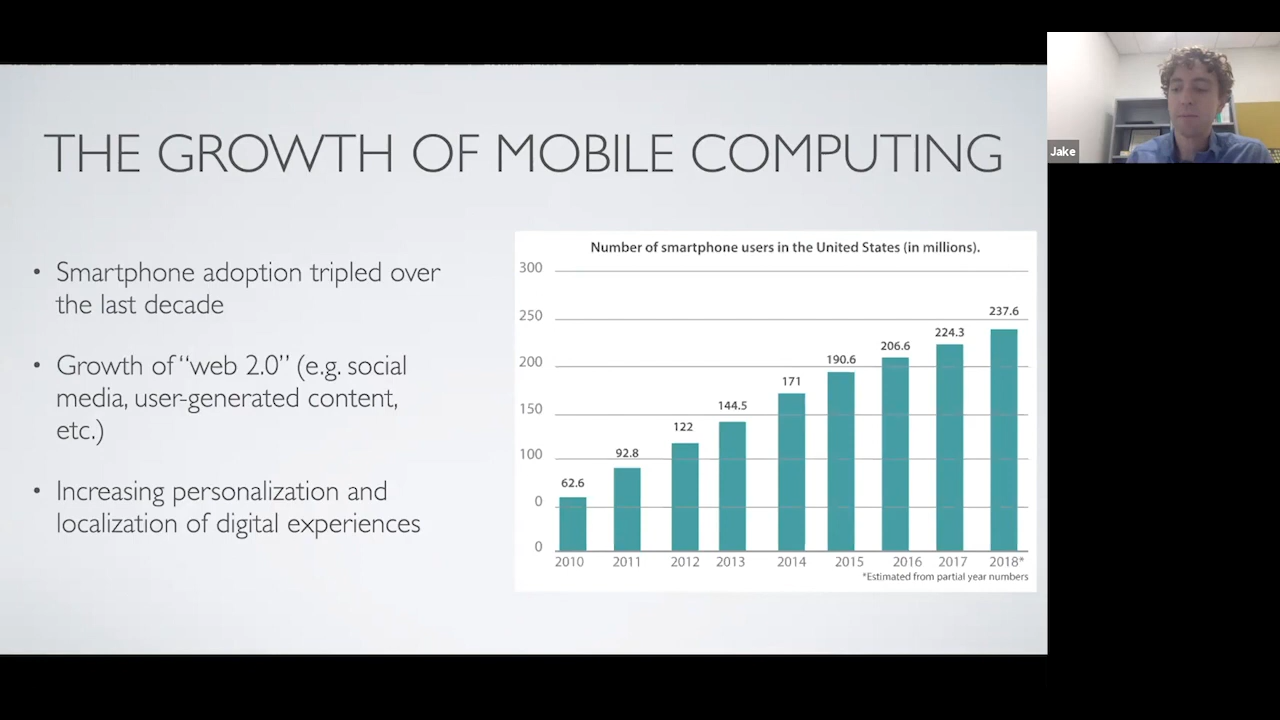 THE GROWTH OF MOBILE COMPUTING
Jake
• Smartphone adoption tripled over
the last decade
• Growth of “web 2.0” (e.g. social
media, user-generated content,
etc.)
• Increasing personalization and
localization of digital experiences
Number of smartphone users in the United States (in millions).
300
250
200
150
100
0
0
62.6
92.8
122
144.5
171
190.6
206.6
224.3
237.6
2010 2011 2012 2013 2014 2015 2016 2017 2018*
*Estimated from partial year numbers